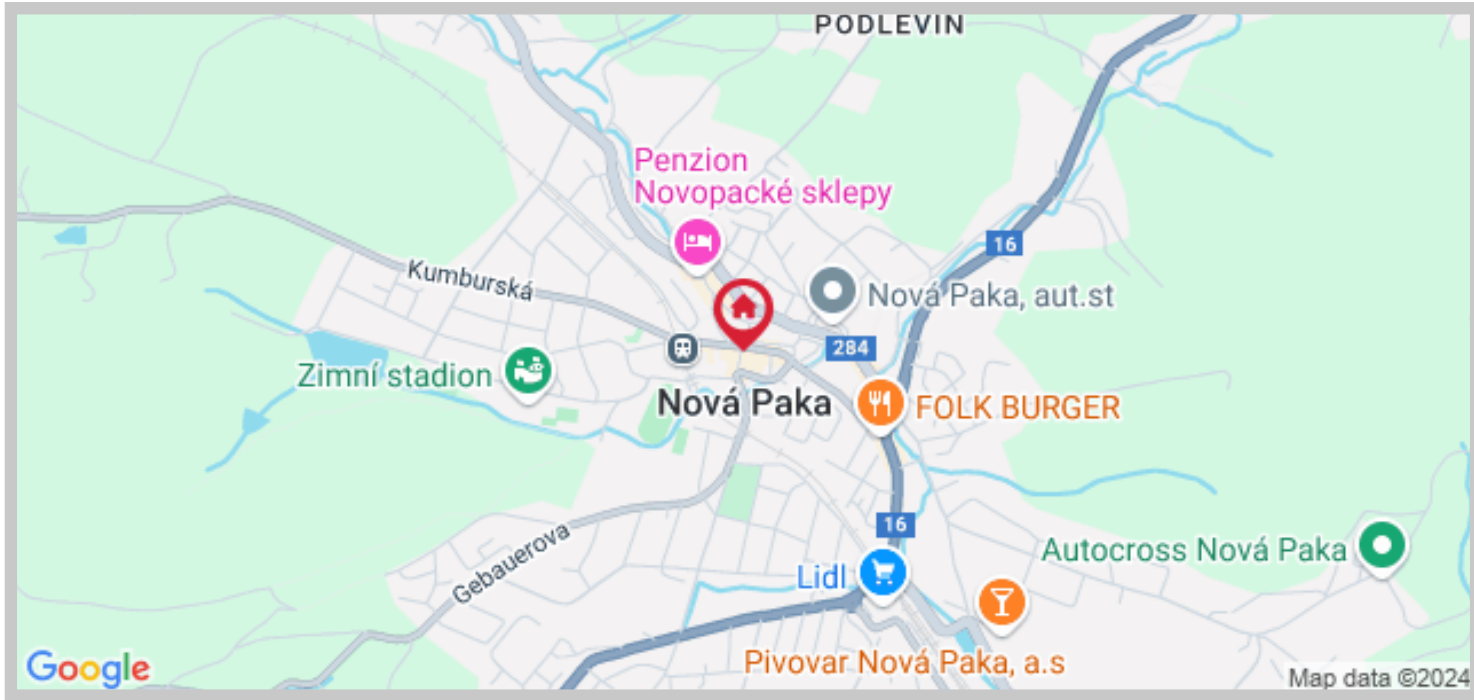 PODLEVÍN
Penzion
Novopacké sklepy
16
Kumburská
Nová Paka, aut.st
284
Zimní stadion
Nová Paka
FOLK BURGER
16
Gebauerova
Autocross Nová Paka
Lidl
Pivovar Nová Paka, a.s
Google
Map data ©2024